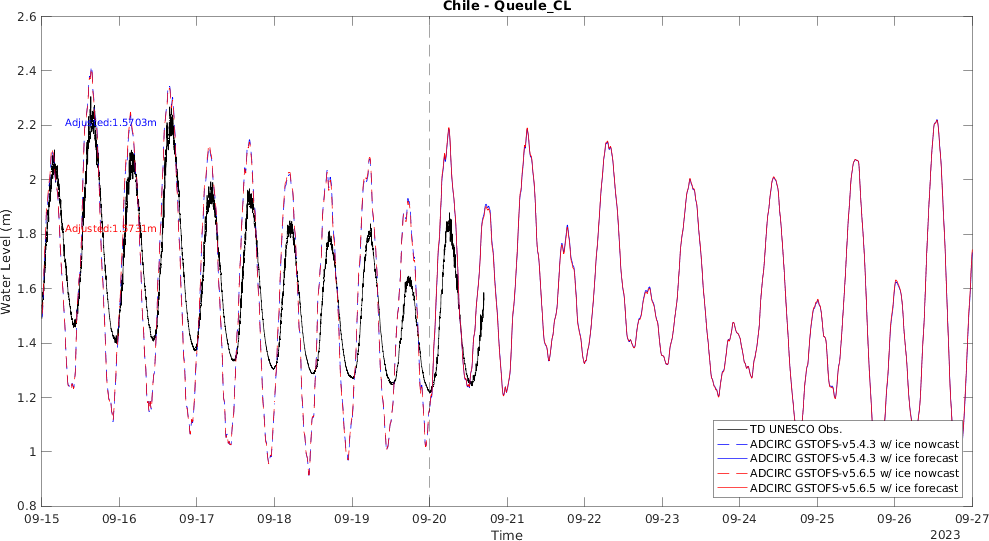 Chile - Queule_CL
2.6
2.4
2.2
2
1.8
1.6
1.4
1.2
1
0.8
Water Level (m)
Adjusted:1.5703m
Adjusted:1.5731m
TD UNESCO Obs.
ADCIRC GSTOFS-v5.4.3 w/ ice nowcast
ADCIRC GSTOFS-v5.4.3 w/ ice forecast
ADCIRC GSTOFS-v5.6.5 w/ ice nowcast
ADCIRC GSTOFS-v5.6.5 w/ ice forecast
09-15 09-16 09-17 09-18 09-19 09-20 09-21 09-22 09-23 09-24 09-25 09-26 09-27
Time
2023